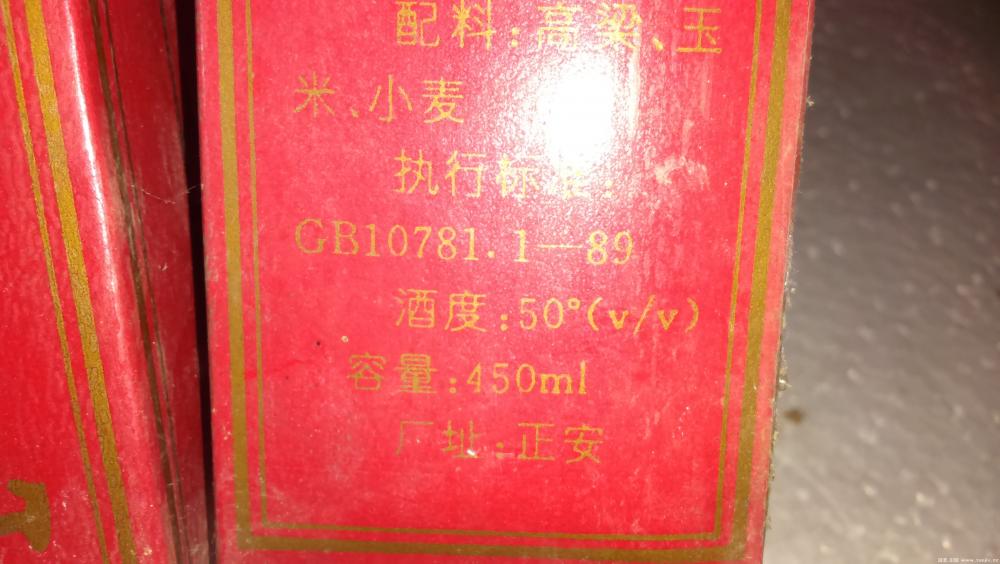 配料:高粱、玉
米、小麦
执行标准:
GB10781.1—89
酒度:50°(v/v)
容量:450ml
厂址:正安